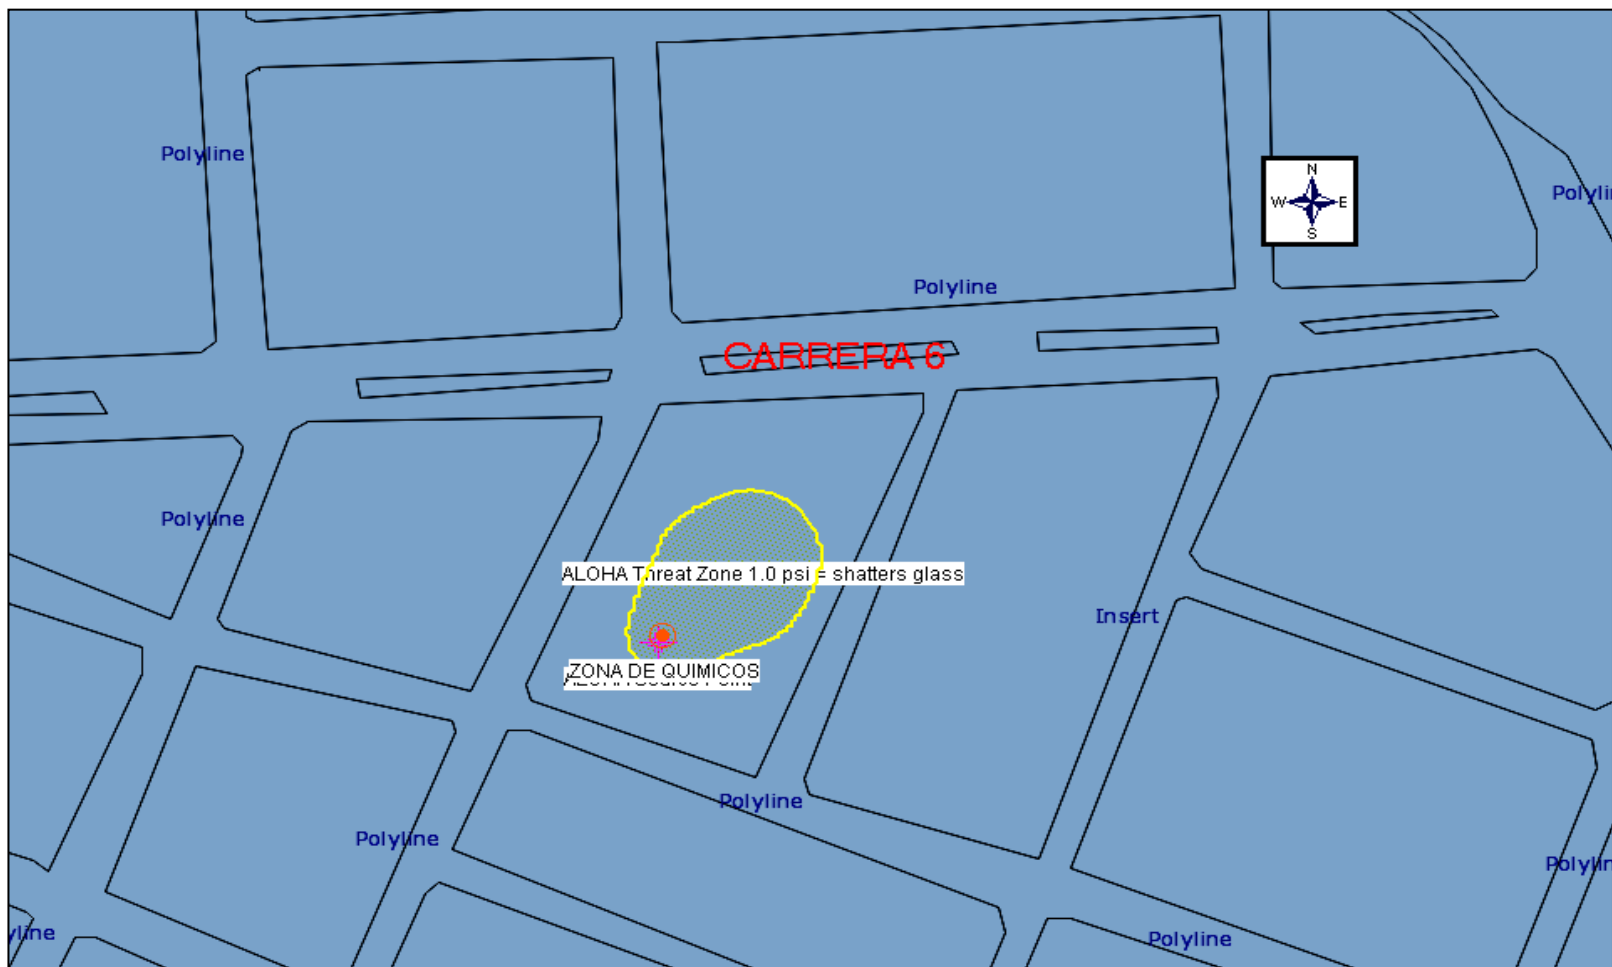 Polyline
N
W E
S
Polyli
Polyline
CARRERA 6
Polyline
ALOHA Threat Zone 1.0 psi = shatters glass
Insert
ZONA DE QUIMICOS
Polyline
Polyline
Polylin
yline
Polyline